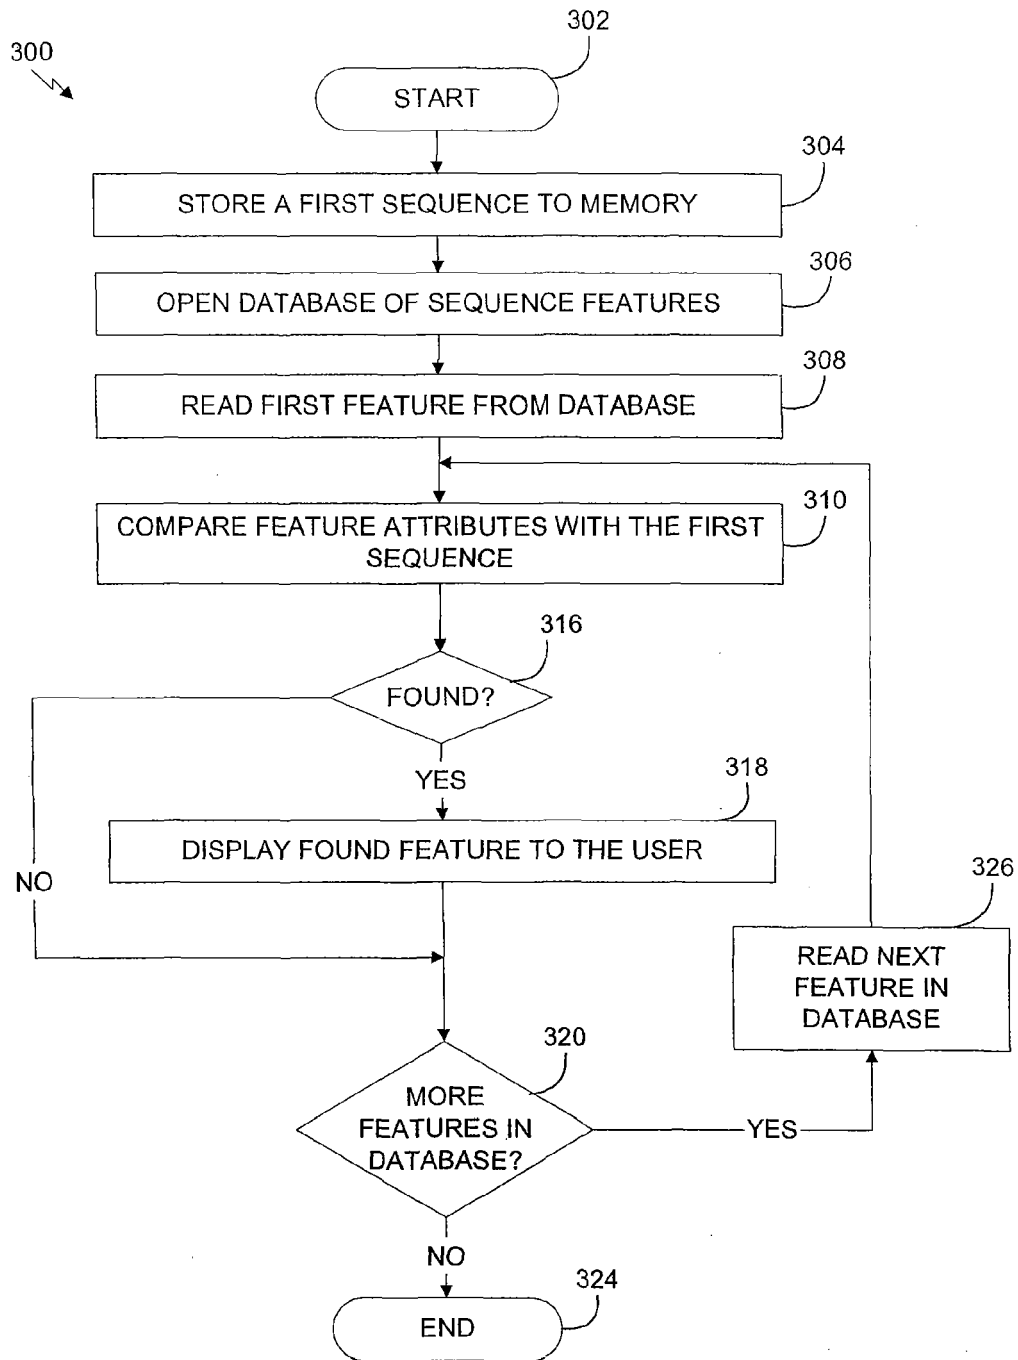 300
302
START
304
STORE A FIRST SEQUENCE TO MEMORY
306
OPEN DATABASE OF SEQUENCE FEATURES
308
READ FIRST FEATURE FROM DATABASE
310
COMPARE FEATURE ATTRIBUTES WITH THE FIRST
SEQUENCE
316
FOUND?
YES
318
DISPLAY FOUND FEATURE TO THE USER
NO
326
READ NEXT
FEATURE IN
DATABASE
320
MORE
FEATURES IN
DATABASE?
YES
NO
324
END